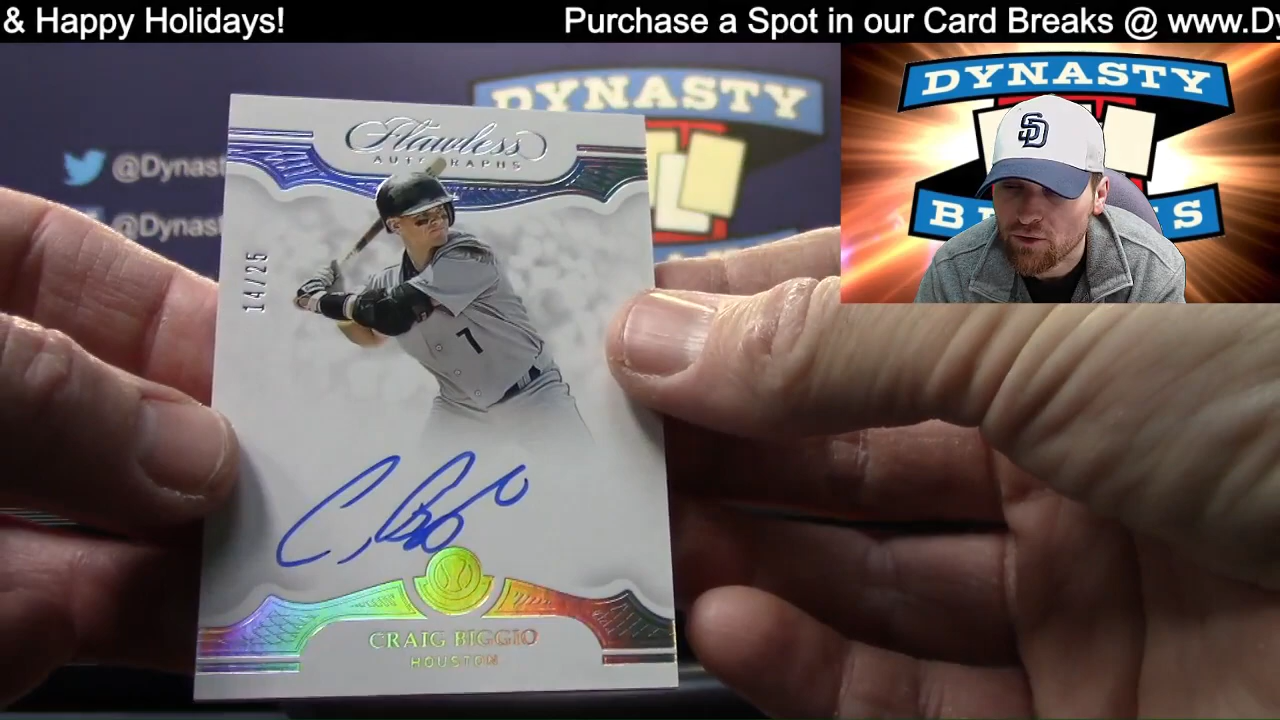 & Happy Holidays! Purchase a Spot in our Card Breaks @ www.Dy
DYNASTY
@Dynast
@Dynast
Flawless
AUTOGRAPHS
14/25
7
C Biggio
CRAIG BIGGIO
HOUSTON
DYNASTY
SD
B S